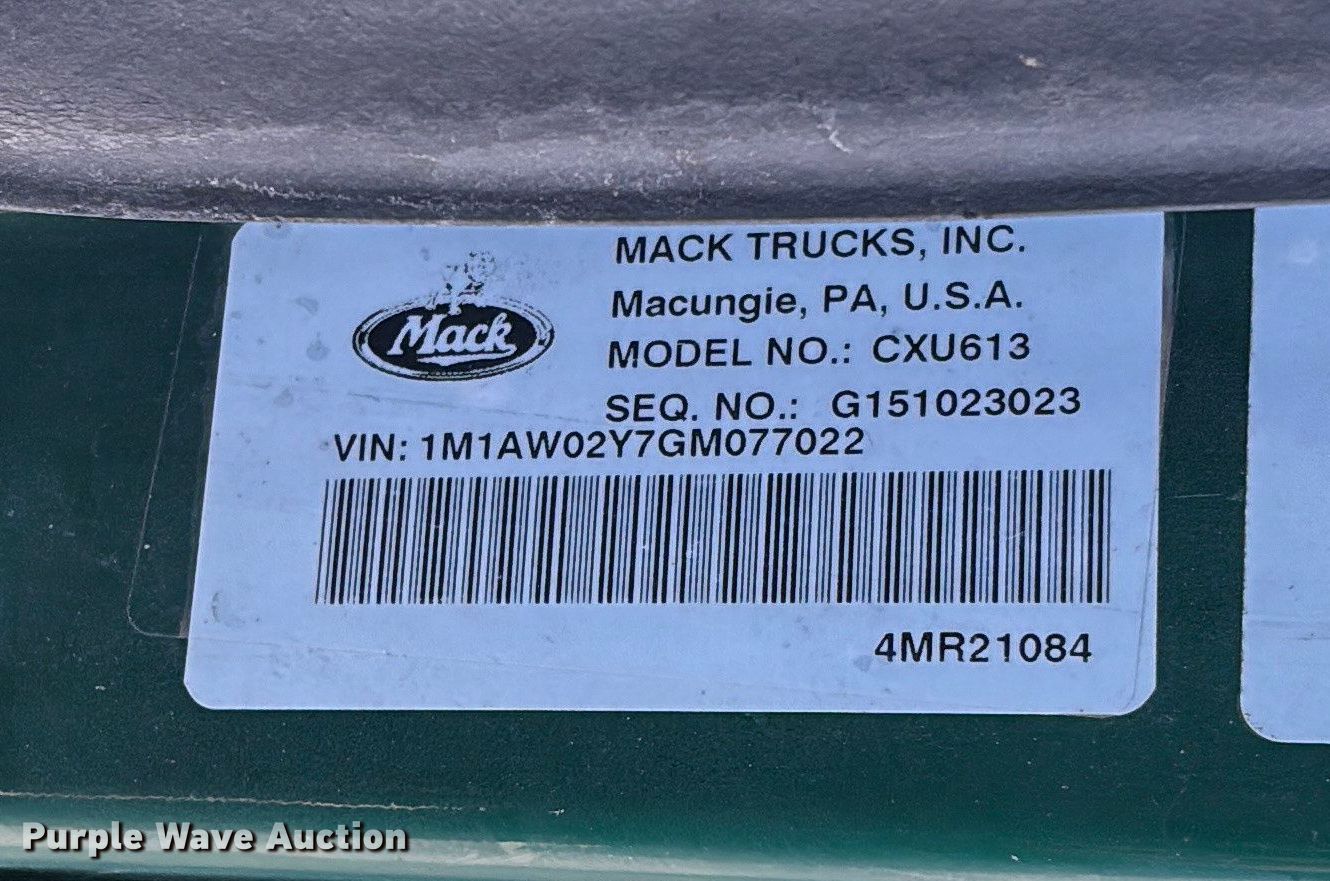 MACK TRUCKS, INC.
Mack
Macungie, PA, U.S.A.
MODEL NO.: CXU613
SEQ. NO.: G151023023
VIN: 1M1AW02Y7GM077022
4MR21084
Purple Wave Auction